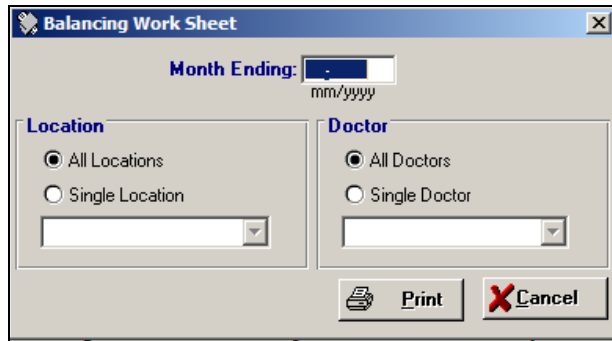 Balancing Work Sheet
Month Ending:
mm/yyyy
Location
All Locations
Single Location
Doctor
All Doctors
Single Doctor
Print
Cancel